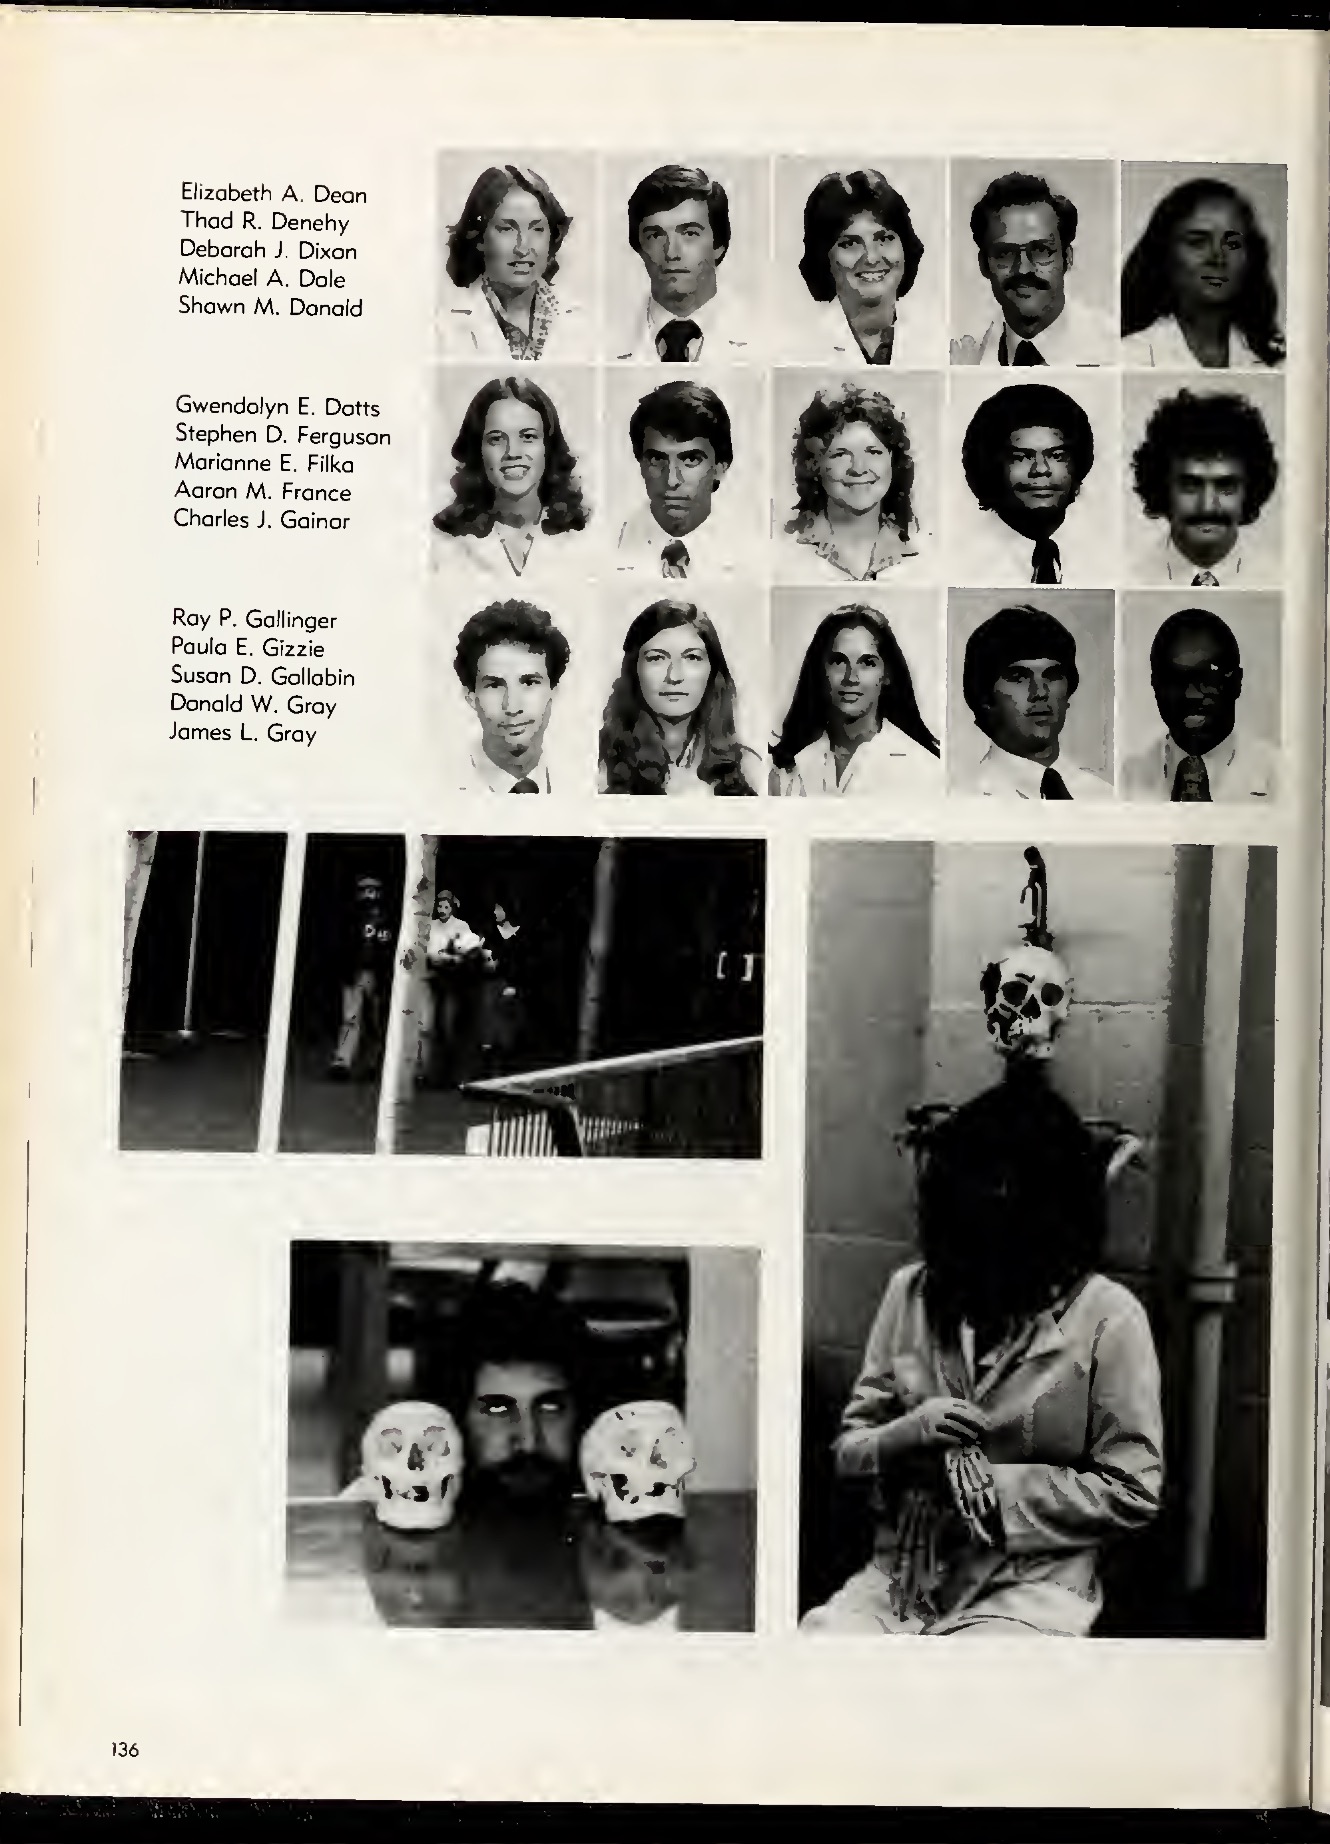 Elizabeth A. Dean
Thad R. Denehy
Deborah J. Dixon
Michael A. Dole
Shawn M. Donald
Gwendolyn E. Dotts
Stephen D. Ferguson
Marianne E. Filka
Aaron M. France
Charles J. Gainor
Ray P. Gallinger
Paula E. Gizzie
Susan D. Gollobin
Donald W. Gray
James L. Gray
136